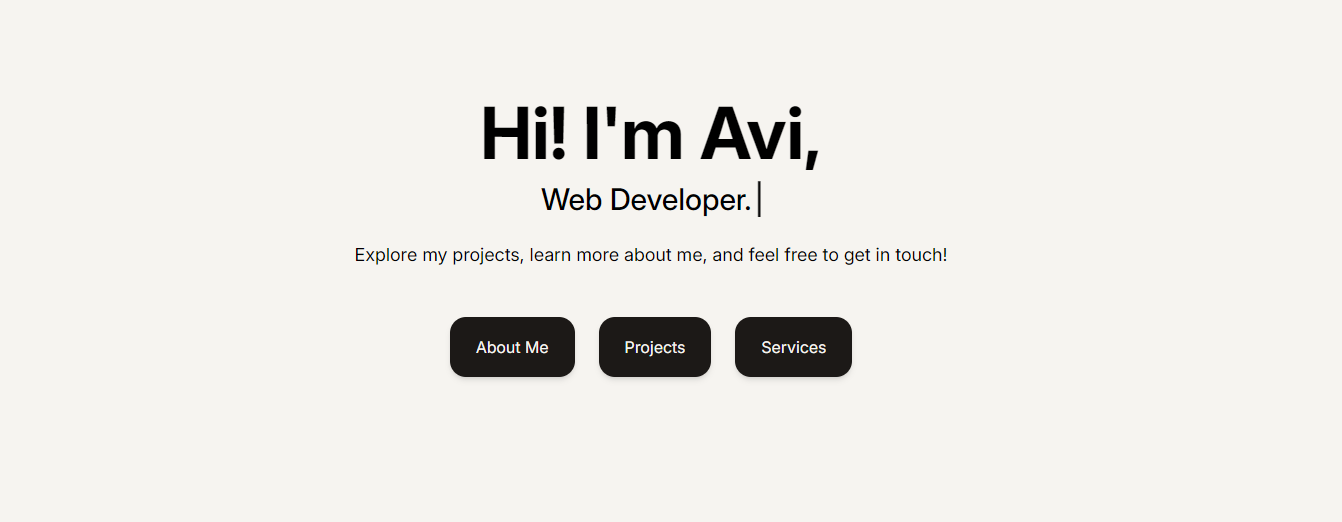 Hi! I'm Avi,
Web Developer.
Explore my projects, learn more about me, and feel free to get in touch!
About Me
Projects
Services